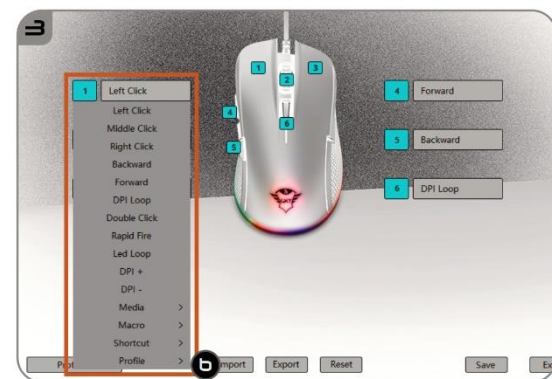 3
1 Left Click
Left Click
Middle Click
Right Click
Backward
Forward
DPI Loop
Double Click
Rapid Fire
Led Loop
DPI +
DPI -
Media >
Macro >
Shortcut >
Profile >
1
2
3
4
5
6
GXT
4 Forward
5 Backward
6 DPI Loop
b
Export
Reset
Save